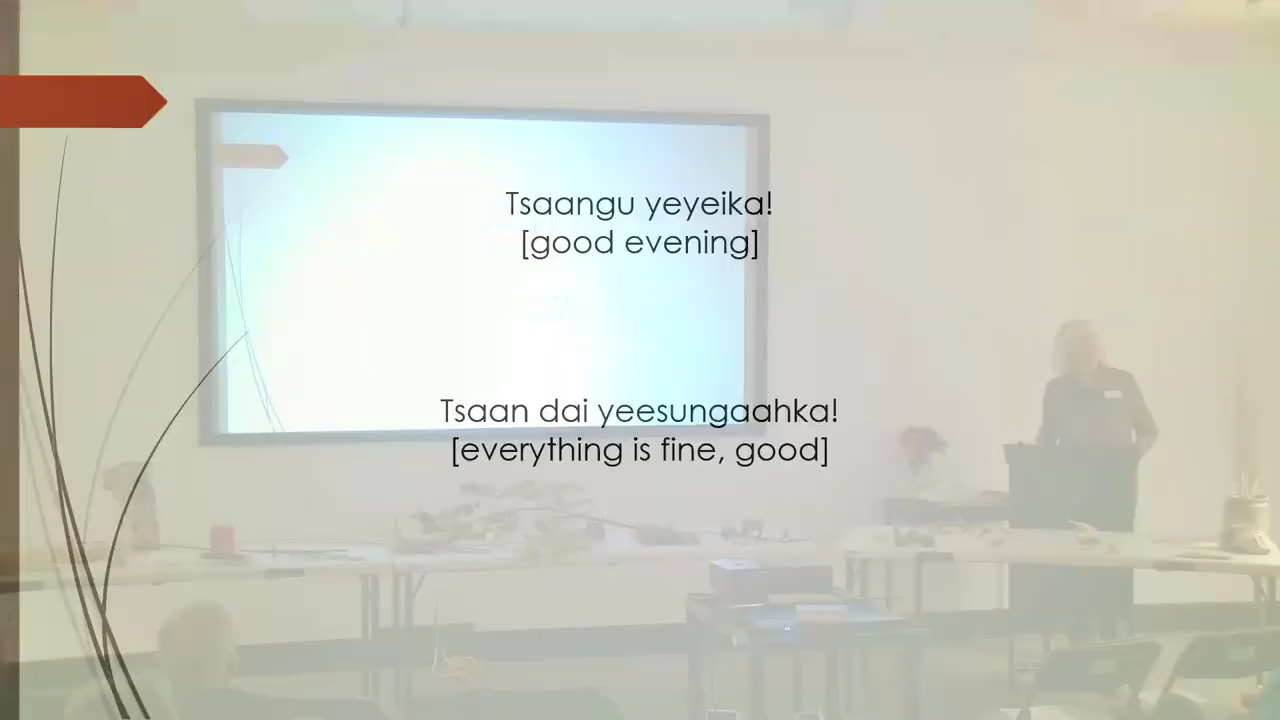 Tsaangu yeyeika!
[good evening]
Tsaan dai yeesungaahka!
[everything is fine, good]